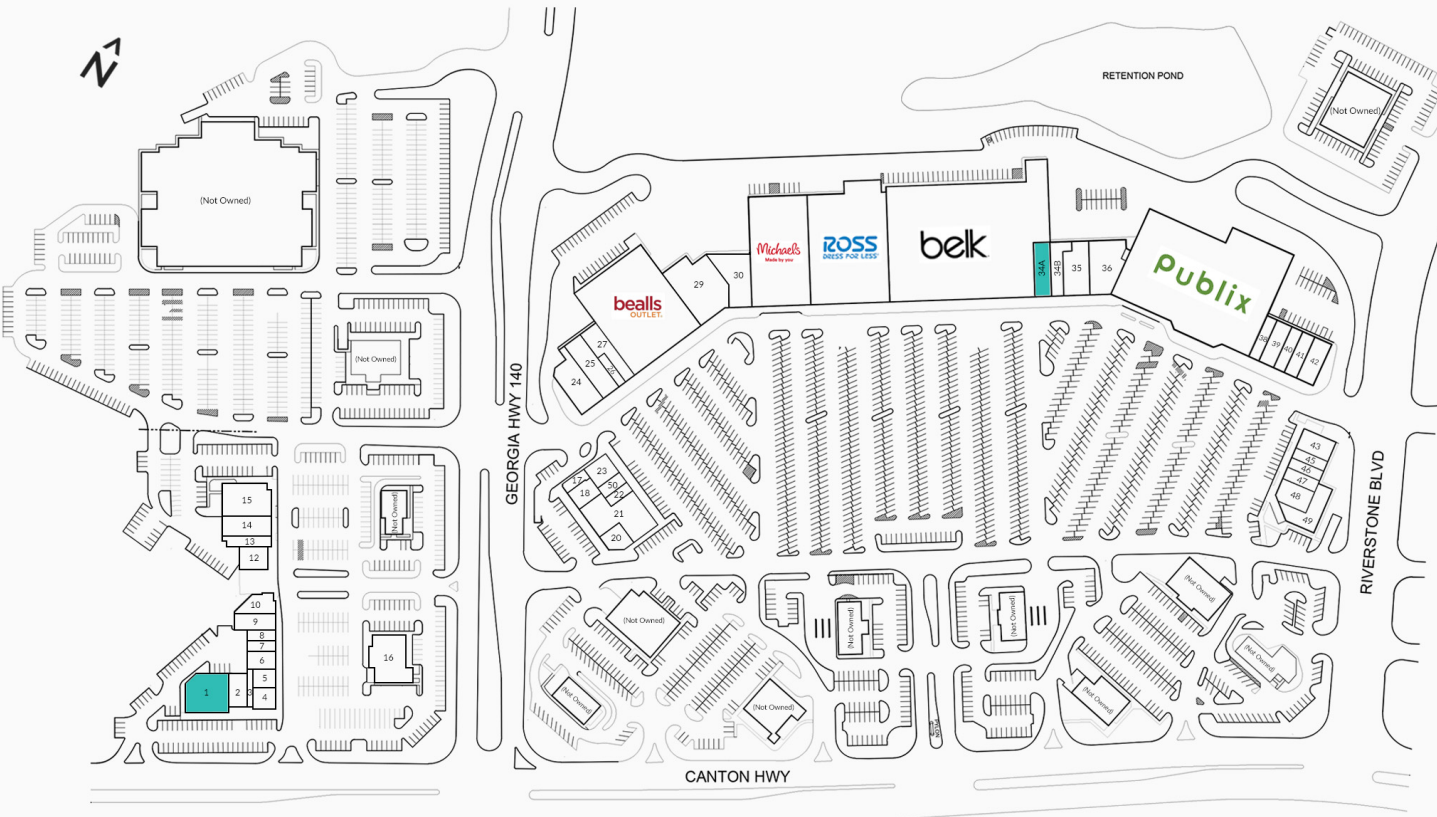 N
RETENTION POND
(Not Owned)
(Not Owned)
Michaels
Made by you
ROSS
DRESS FOR LESS
belk
Publix
34A
34B
35
36
30
29
bealls
OUTLET
27
26
25
24
38
39
40
41
42
(Not Owned)
GEORGIA HWY 140
RIVERSTONE BLVD
43
45
46
47
48
49
23
17
50
18
22
21
20
15
14
13
12
(Not Owned)
10
9
8
7
6
5
4
3
2
1
16
(Not Owned)
(Not Owned)
(Not Owned)
(Not Owned)
(Not Owned)
(Not Owned)
(Not Owned)
(Not Owned)
PYLON
CANTON HWY